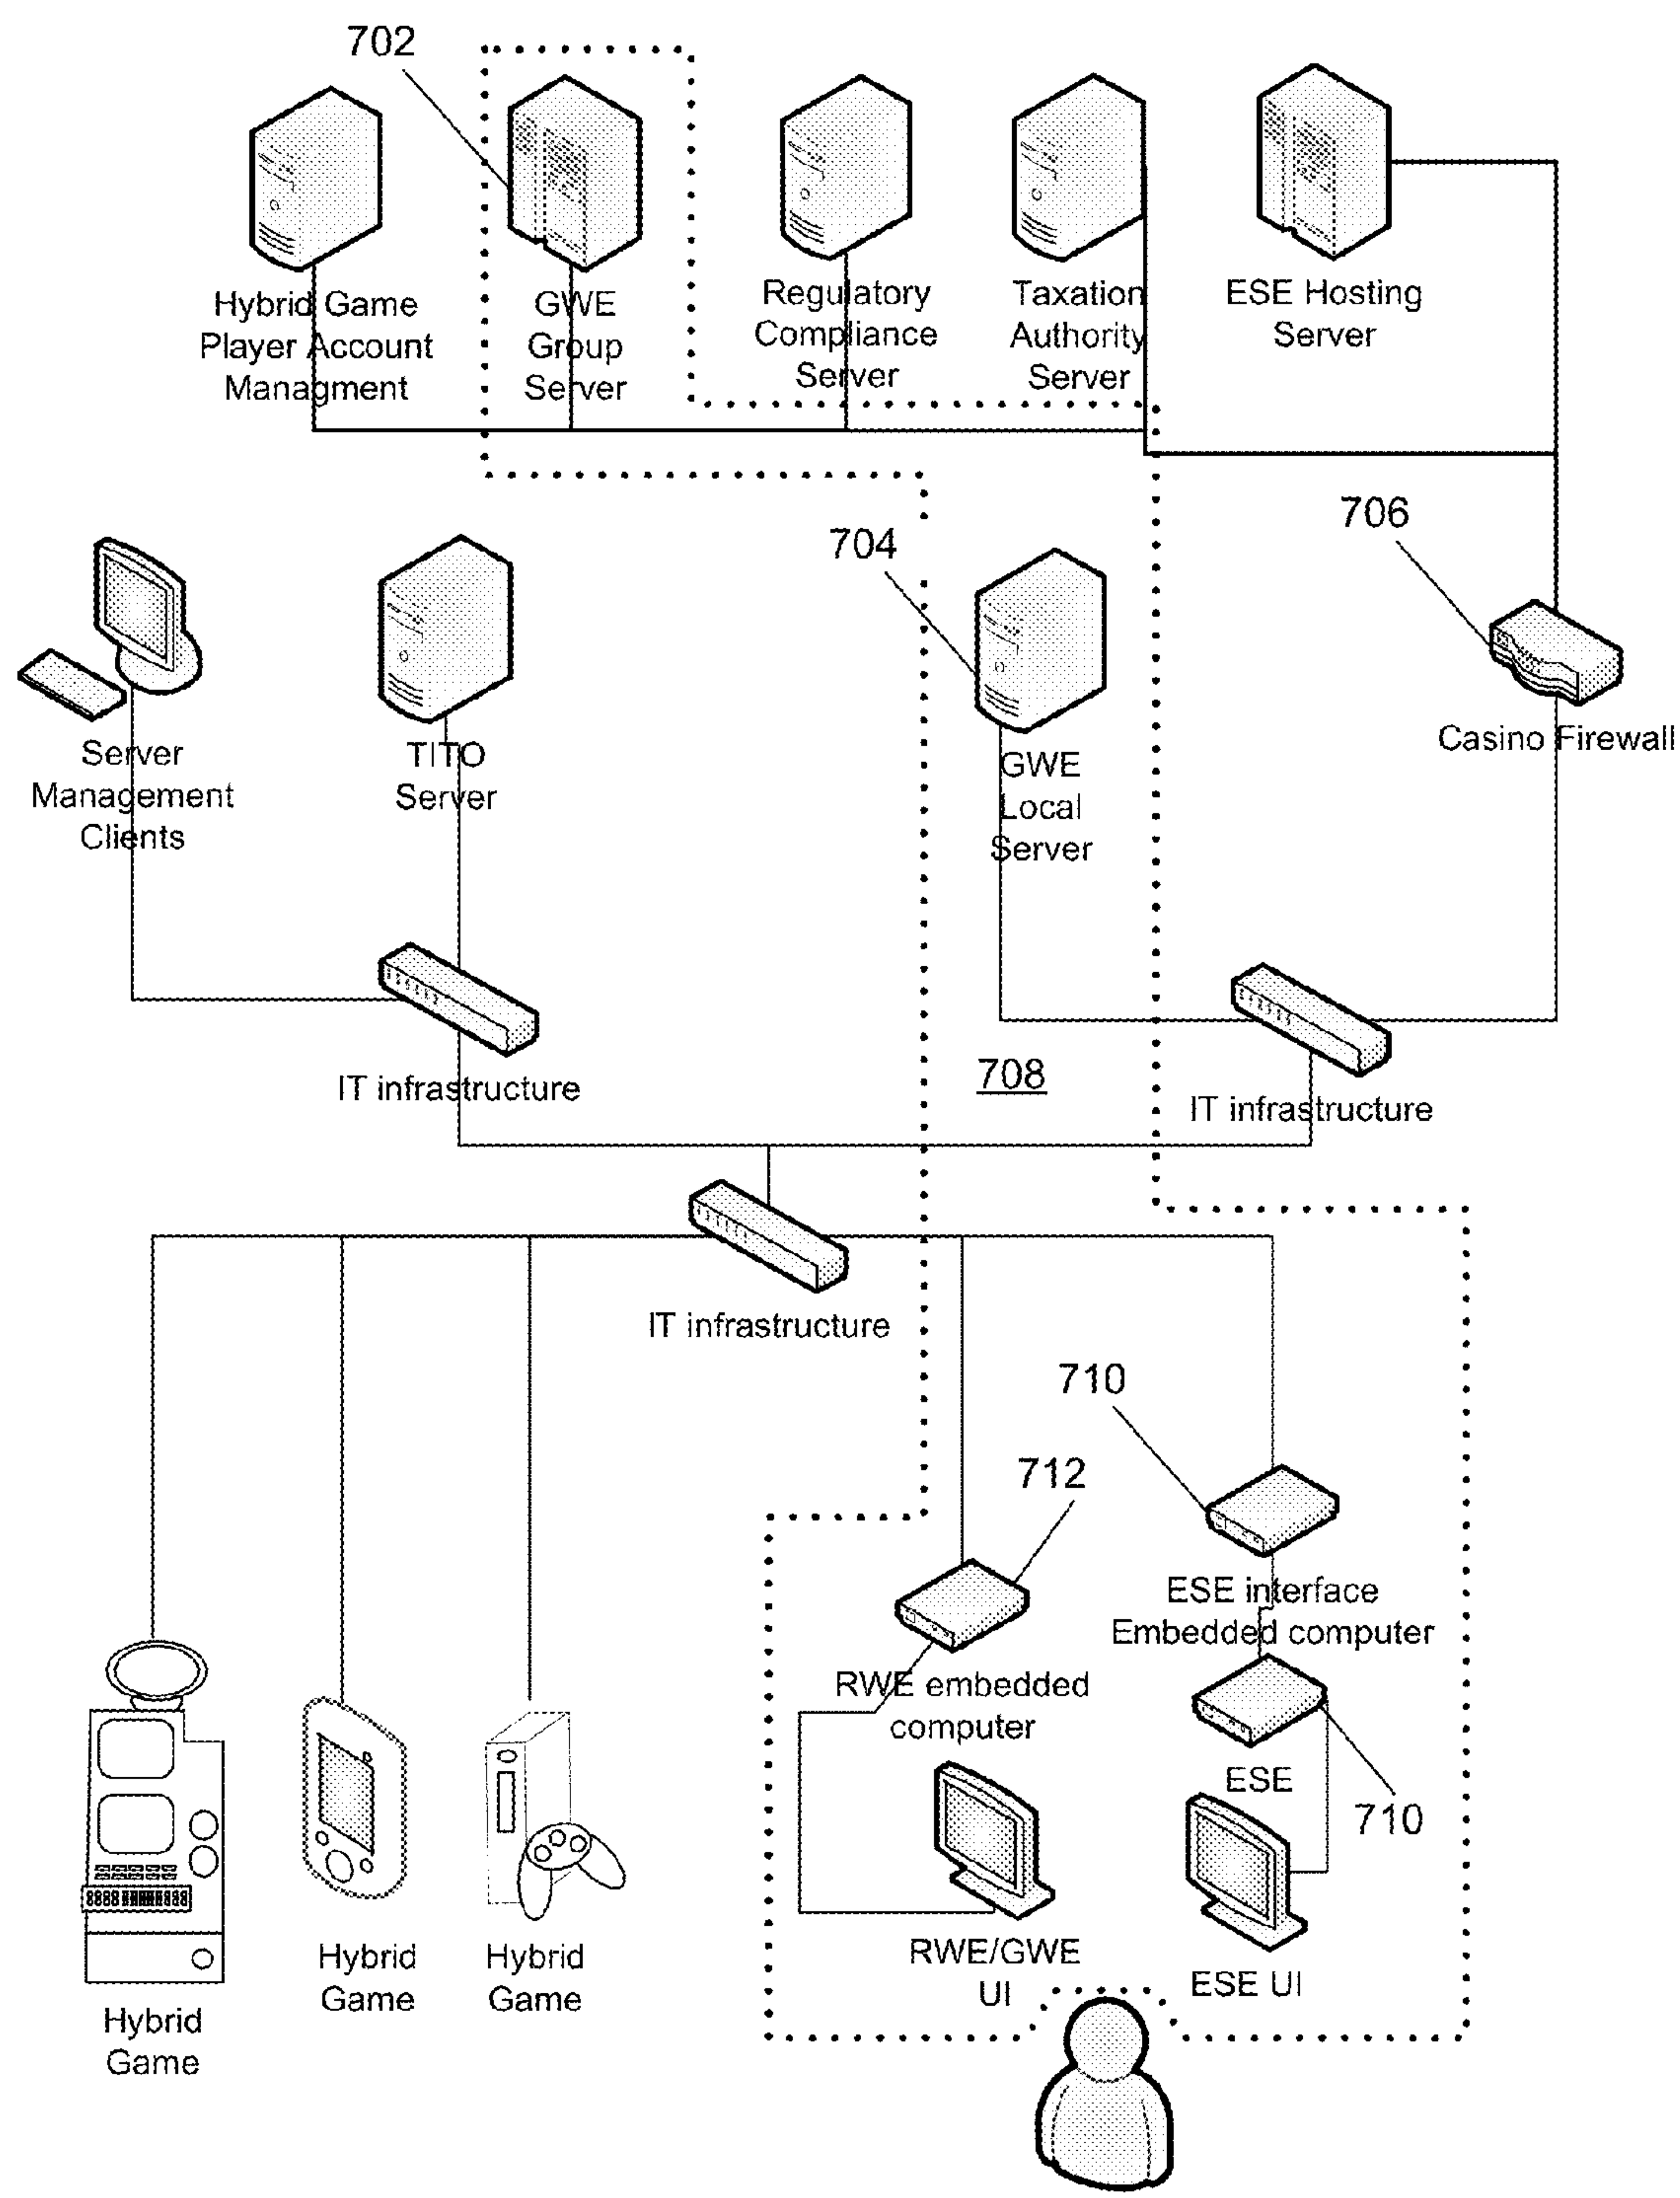 702
Hybrid Game
Player Account
Managment
GWE
Group
Server
Regulatory
Compliance
Server
Taxation
Authority
Server
ESE Hosting
Server
704
706
Server
Management
Clients
TITO
Server
GWE
Local
Server
Casino Firewall
IT infrastructure
708
IT infrastructure
IT infrastructure
710
712
ESE interface
Embedded computer
RWE embedded
computer
ESE
710
Hybrid
Game
Hybrid
Game
Hybrid
Game
RWE/GWE
UI
ESE UI